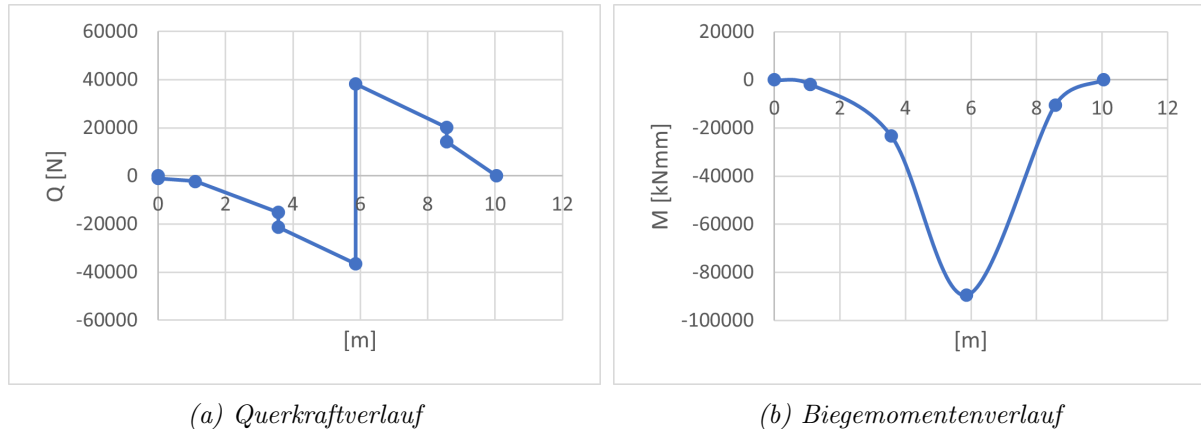 60000
40000
20000
0
-20000
-40000
-60000
0 2 4 6 8 10 12
Q [N]
[m]
20000
0
-20000
-40000
-60000
-80000
-100000
0 2 4 6 8 10 12
M [kNmm]
[m]
(a) Querkraftverlauf
(b) Biegemomentenverlauf